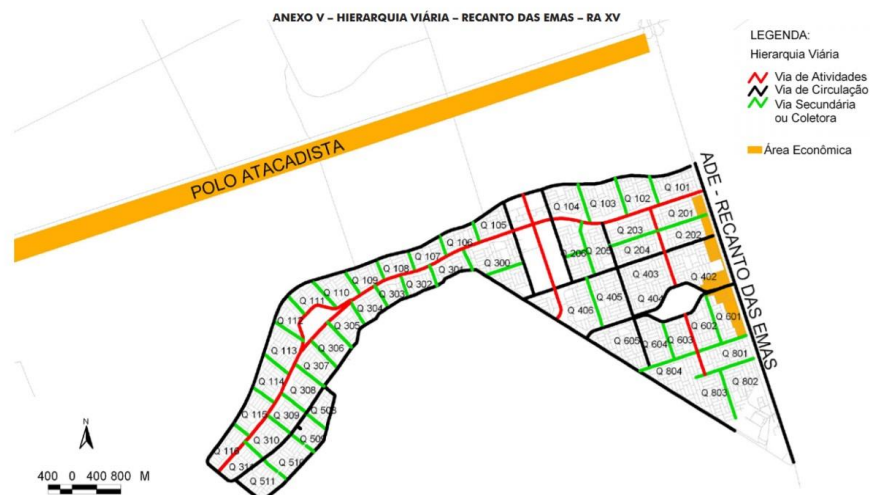 ANEXO V – HIERARQUIA VIÁRIA – RECANTO DAS EMAS – RA XV
LEGENDA:
Hierarquia Viária
Via de Atividades
Via de Circulação
Via Secundária
ou Coletora
Área Econômica
POLO ATACADISTA
ADE - RECANTO DAS EMAS
Q 101
Q 102
Q 103
Q 104
Q 105
Q 106
Q 107
Q 108
Q 109
Q 110
Q 111
Q 112
Q 113
Q 114
Q 115
Q 116
Q 201
Q 202
Q 203
Q 204
Q 205
Q 206
Q 300
Q 301
Q 302
Q 303
Q 304
Q 305
Q 306
Q 307
Q 308
Q 309
Q 310
Q 311
Q 402
Q 403
Q 404
Q 405
Q 406
Q 508
Q 509
Q 510
Q 511
Q 601
Q 602
Q 603
Q 604
Q 605
Q 801
Q 802
Q 803
Q 804
N
400 0 400 800 M